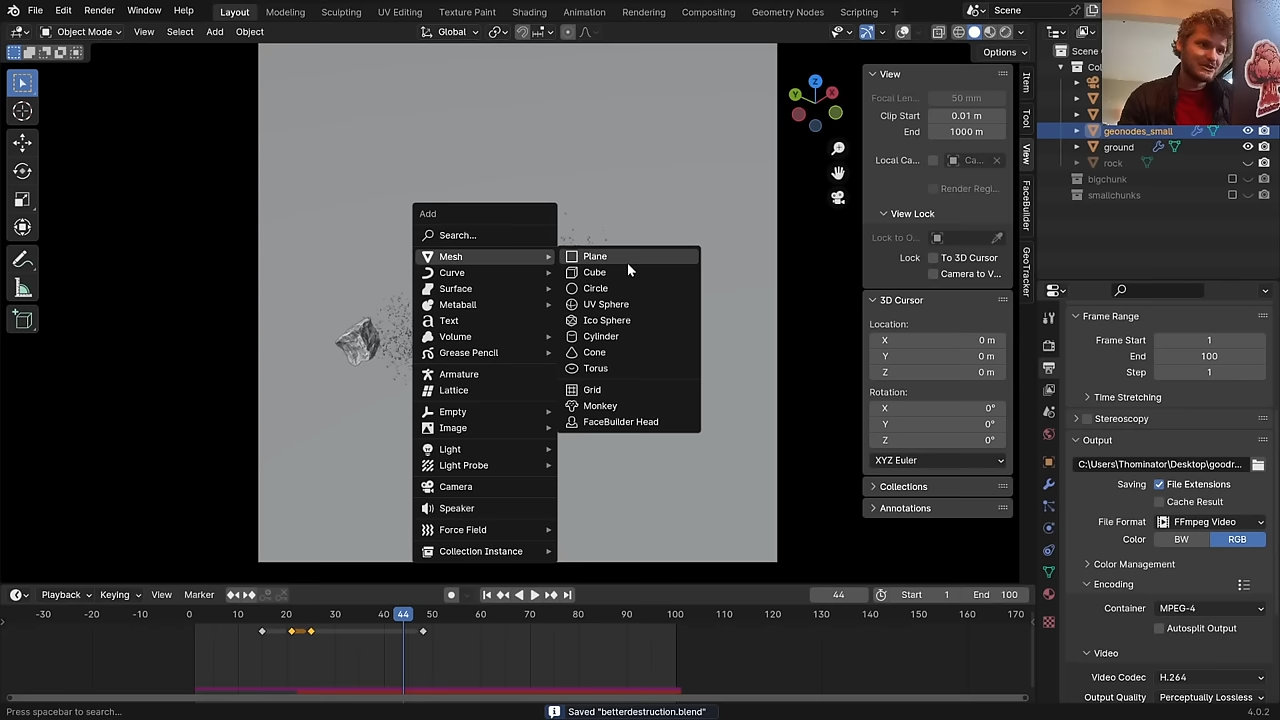 File Edit Render Window Help Layout Modeling Sculpting UV Editing Texture Paint Shading Animation Rendering Compositing Geometry Nodes Scripting + Scene
Object Mode View Select Add Object Global
Options
Scene
Col
geonodes_small
ground
rock
bigchunk
smallchunks
View
Focal Len... 50 mm
Clip Start 0.01 m
End 1000 m
Local Ca... Ca...
Render Regi...
View Lock
Lock to O...
Lock To 3D Cursor
Camera to V...
3D Cursor
Location:
X 0 m
Y 0 m
Z 0 m
Rotation:
X 0°
Y 0°
Z 0°
XYZ Euler
Collections
Annotations
Item
Tool
View
FaceBuilder
GeoTracker
X
Y
Z
Add
Search...
Mesh
Curve
Surface
Metaball
Text
Volume
Grease Pencil
Armature
Lattice
Empty
Image
Light
Light Probe
Camera
Speaker
Force Field
Collection Instance
Plane
Cube
Circle
UV Sphere
Ico Sphere
Cylinder
Cone
Torus
Grid
Monkey
FaceBuilder Head
Frame Range
Frame Start 1
End 100
Step 1
Time Stretching
Stereoscopy
Output
C:\Users\Thominator\Desktop\goodr...
Saving File Extensions
Cache Result
File Format FFmpeg Video
Color BW RGB
Color Management
Encoding
Container MPEG-4
Autosplit Output
Video
Video Codec H.264
Output Quality Perceptually Lossless
Playback Keying View Marker 44 Start 1 End 100
-30 -20 -10 0 10 20 30 44 50 60 70 80 90 100 110 120 130 140 150 160 170
Press spacebar to search... Saved "betterdestruction.blend" 4.0.2